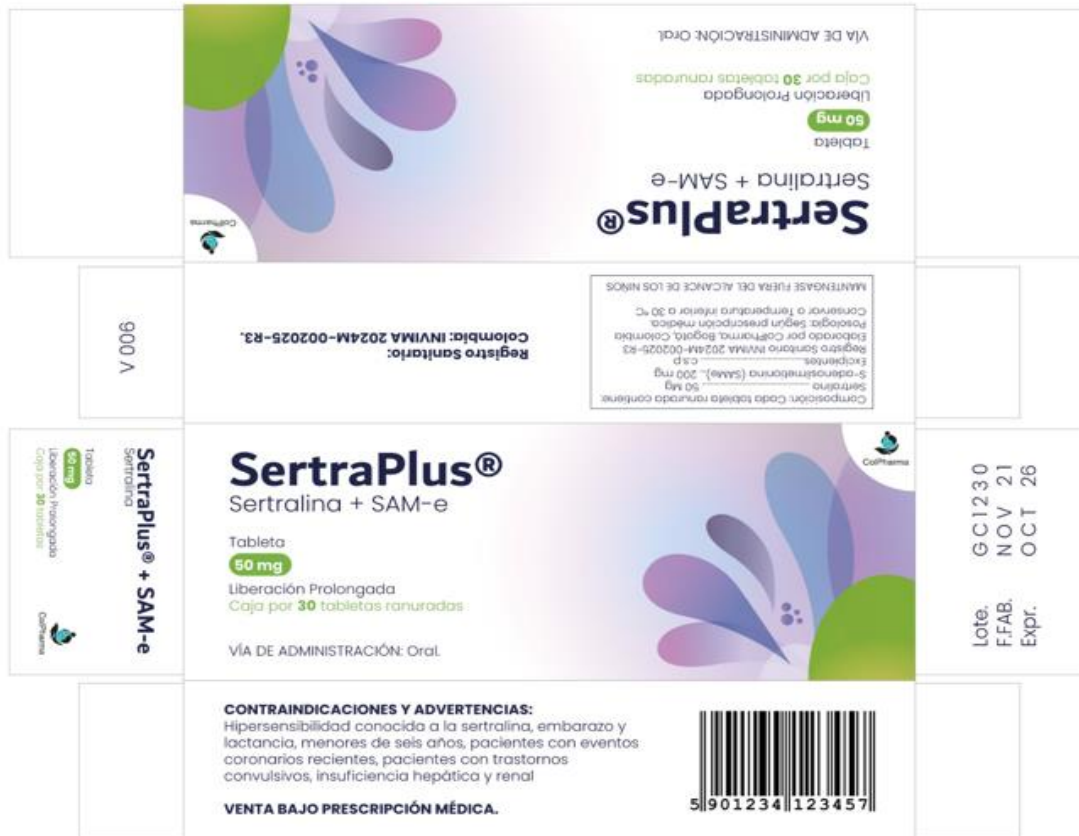 VÍA DE ADMINISTRACIÓN: Oral.
Caja por 30 tabletas ranuradas
Liberación Prolongada
50 mg
Tableta
Sertralina + SAM-e
SertraPlus®
ColPharma
V 006
Registro Sanitario:
Colombia: INVIMA 2024M-002025-R3.
Composición: Cada tableta ranurada contiene:
Sertralina ........................... 50 Mg
S-adenosimetionina (SAMe).. 200 mg
Excipientes........................... c.s.p
Registro Sanitario INVIMA 2024M-002025-R3
Elaborado por ColPharma, Bogotá, Colombia
Posología: Según prescripción médica.
Conservar a Temperatura inferior a 30 °C
MANTENGASE FUERA DEL ALCANCE DE LOS NIÑOS
SertraPlus® + SAM-e
Sertralina
Tableta
50 mg
Liberación Prolongada
Caja por 30 tabletas
ColPharma
SertraPlus®
Sertralina + SAM-e
Tableta
50 mg
Liberación Prolongada
Caja por 30 tabletas ranuradas
VÍA DE ADMINISTRACIÓN: Oral.
ColPharma
Lote. GC1230
F.FAB. NOV 21
Expr. OCT 26
CONTRAINDICACIONES Y ADVERTENCIAS:
Hipersensibilidad conocida a la sertralina, embarazo y
lactancia, menores de seis años, pacientes con eventos
coronarios recientes, pacientes con trastornos
convulsivos, insuficiencia hepática y renal
VENTA BAJO PRESCRIPCIÓN MÉDICA.
5 901234 123457